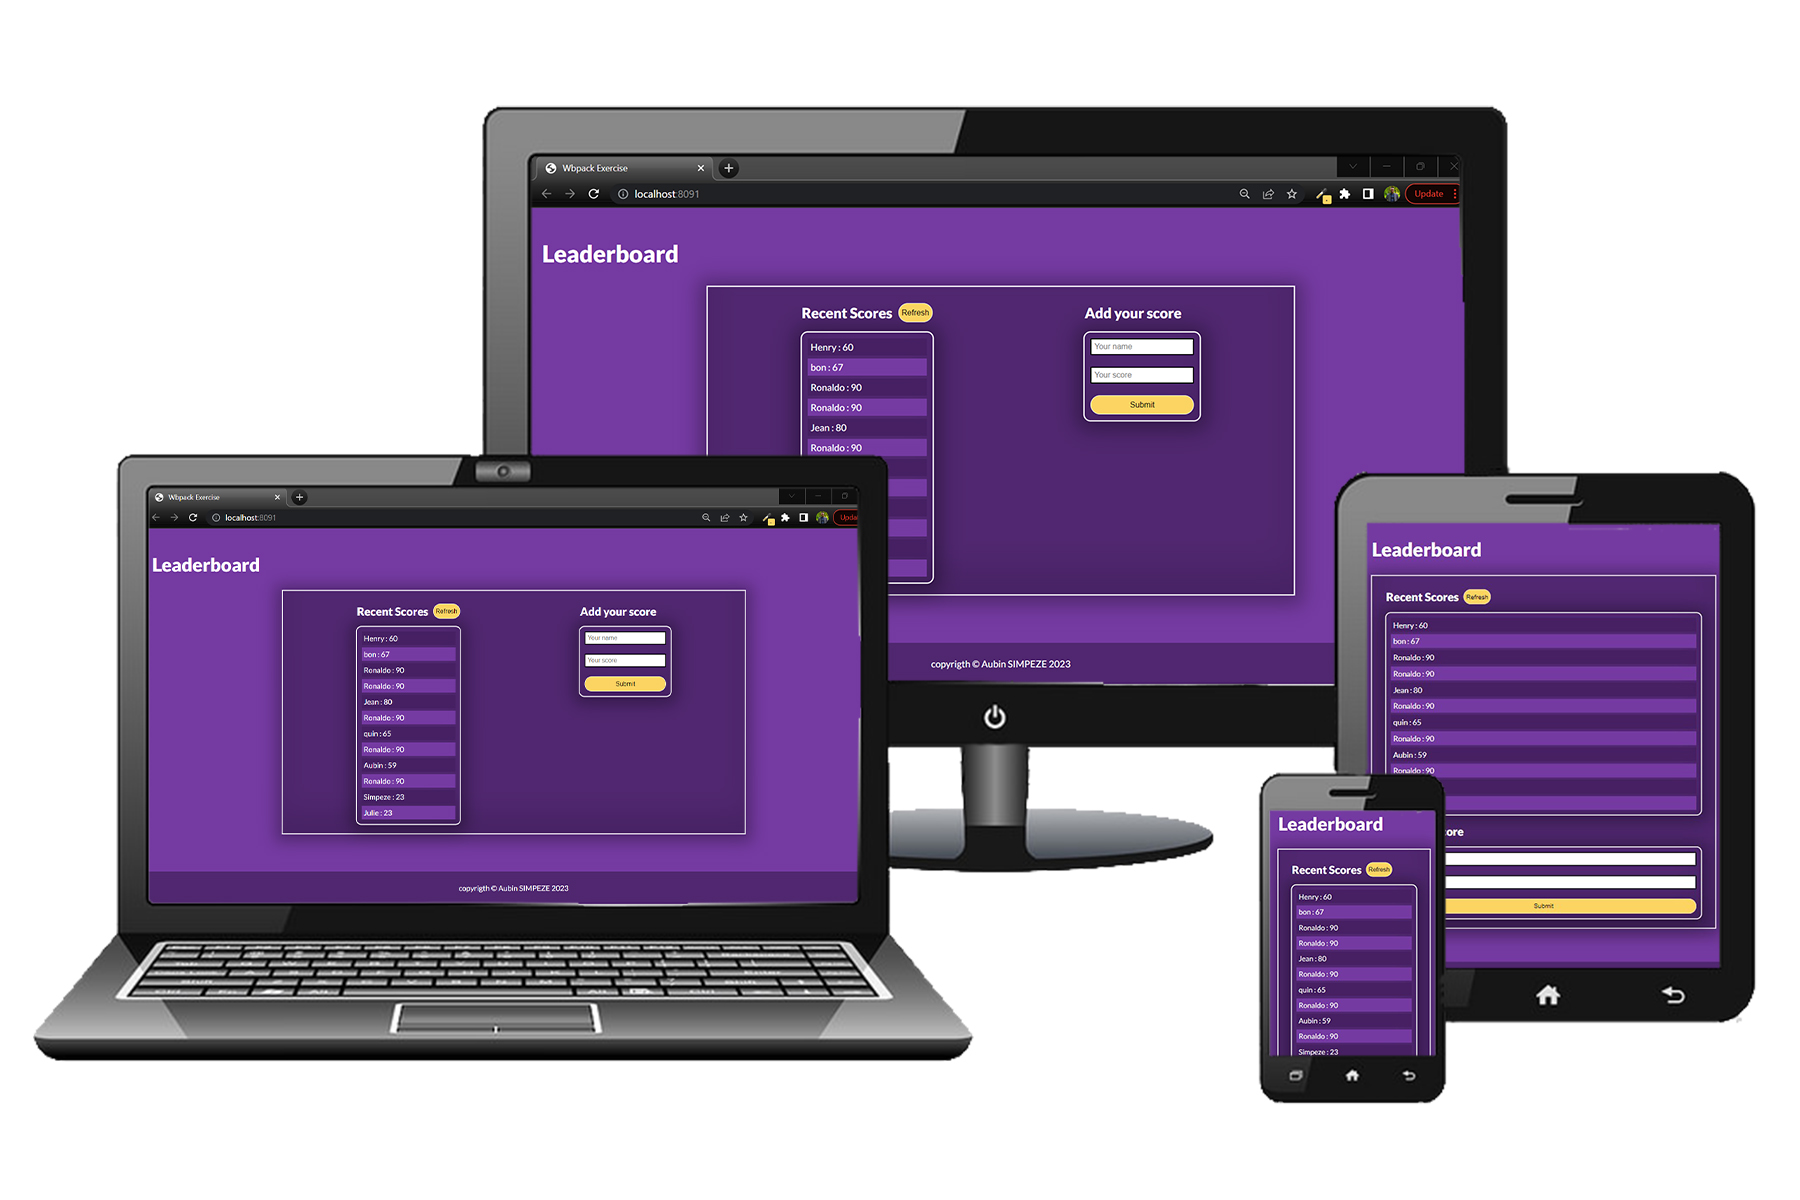 Wbpack Exercise
localhost:8091
Update
Leaderboard
Recent Scores Refresh
Henry : 60
bon : 67
Ronaldo : 90
Ronaldo : 90
Jean : 80
Ronaldo : 90
Add your score
Your name
Your score
Submit
copyrigth © Aubin SIMPEZE 2023
Wbpack Exercise
localhost:8091
Leaderboard
Recent Scores Refresh
Henry : 60
bon : 67
Ronaldo : 90
Ronaldo : 90
Jean : 80
Ronaldo : 90
quin : 65
Ronaldo : 90
Aubin : 59
Ronaldo : 90
Simpeze : 23
Julie : 23
Add your score
Your name
Your score
Submit
copyrigth © Aubin SIMPEZE 2023
Leaderboard
Recent Scores Refresh
Henry : 60
bon : 67
Ronaldo : 90
Ronaldo : 90
Jean : 80
Ronaldo : 90
quin : 65
Ronaldo : 90
Aubin : 59
Ronaldo : 90
Submit
Leaderboard
Recent Scores Refresh
Henry : 60
bon : 67
Ronaldo : 90
Ronaldo : 90
Jean : 80
Ronaldo : 90
quin : 65
Ronaldo : 90
Aubin : 59
Ronaldo : 90
Simpeze : 23